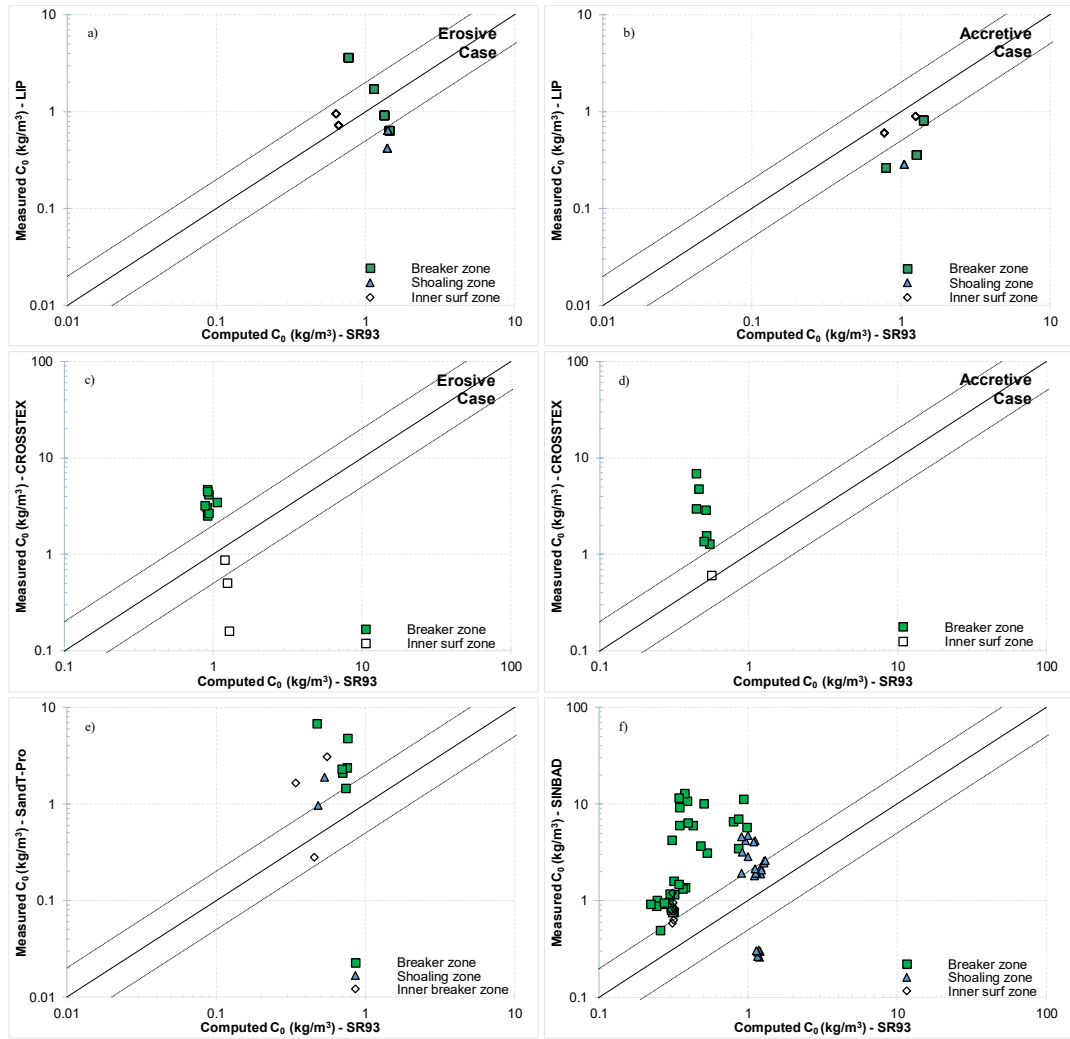 a)
Erosive
Case
Measured C₀ (kg/m³) - LIP
10
1
0.1
0.01
0.01 0.1 1 10
Breaker zone
Shoaling zone
Inner surf zone
Computed C₀ (kg/m³) - SR93
b)
Accretive
Case
Measured C₀ (kg/m³) - LIP
10
1
0.1
0.01
0.01 0.1 1 10
Breaker zone
Shoaling zone
Inner surf zone
Computed C₀ (kg/m³) - SR93
c)
Erosive
Case
Measured C₀ (kg/m³) - CROSSTEX
100
10
1
0.1
0.1 1 10 100
Breaker zone
Inner surf zone
Computed C₀ (kg/m³) - SR93
d)
Accretive
Case
Measured C₀ (kg/m³) - CROSSTEX
100
10
1
0.1
0.1 1 10 100
Breaker zone
Inner surf zone
Computed C₀ (kg/m³) - SR93
e)
Measured C₀ (kg/m³) - SandT-Pro
10
1
0.1
0.01
0.01 0.1 1 10
Breaker zone
Shoaling zone
Inner breaker zone
Computed C₀ (kg/m³) - SR93
f)
Measured C₀ (kg/m³) - SINBAD
100
10
1
0.1
0.1 1 10 100
Breaker zone
Shoaling zone
Inner surf zone
Computed C₀ (kg/m³) - SR93